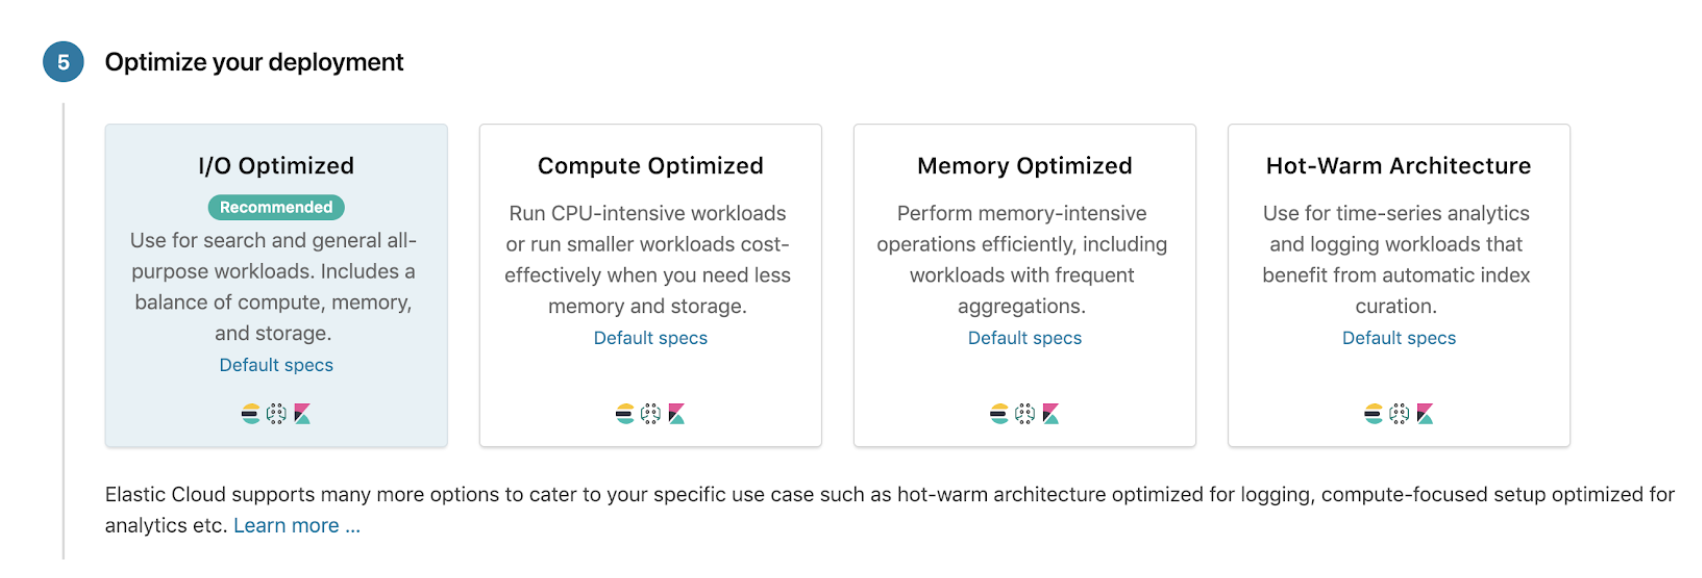 5
Optimize your deployment
I/O Optimized
Recommended
Use for search and general all-
purpose workloads. Includes a
balance of compute, memory,
and storage.
Default specs
Compute Optimized
Run CPU-intensive workloads
or run smaller workloads cost-
effectively when you need less
memory and storage.
Default specs
Memory Optimized
Perform memory-intensive
operations efficiently, including
workloads with frequent
aggregations.
Default specs
Hot-Warm Architecture
Use for time-series analytics
and logging workloads that
benefit from automatic index
curation.
Default specs
Elastic Cloud supports many more options to cater to your specific use case such as hot-warm architecture optimized for logging, compute-focused setup optimized for
analytics etc. Learn more ...